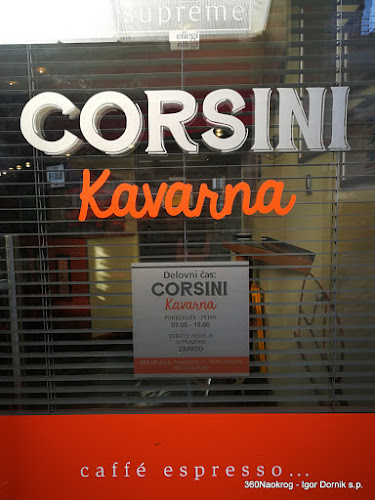 supreme
CORSINI
Kavarna
Delovni čas:
CORSINI
Kavarna
PONEDELJEK - PETEK
07.00 - 15.00
SOBOTE, NEDELJE
IN PRAZNIKI
ZAPRTO
caffé espresso...
360Naokrog - Igor Dornik s.p.